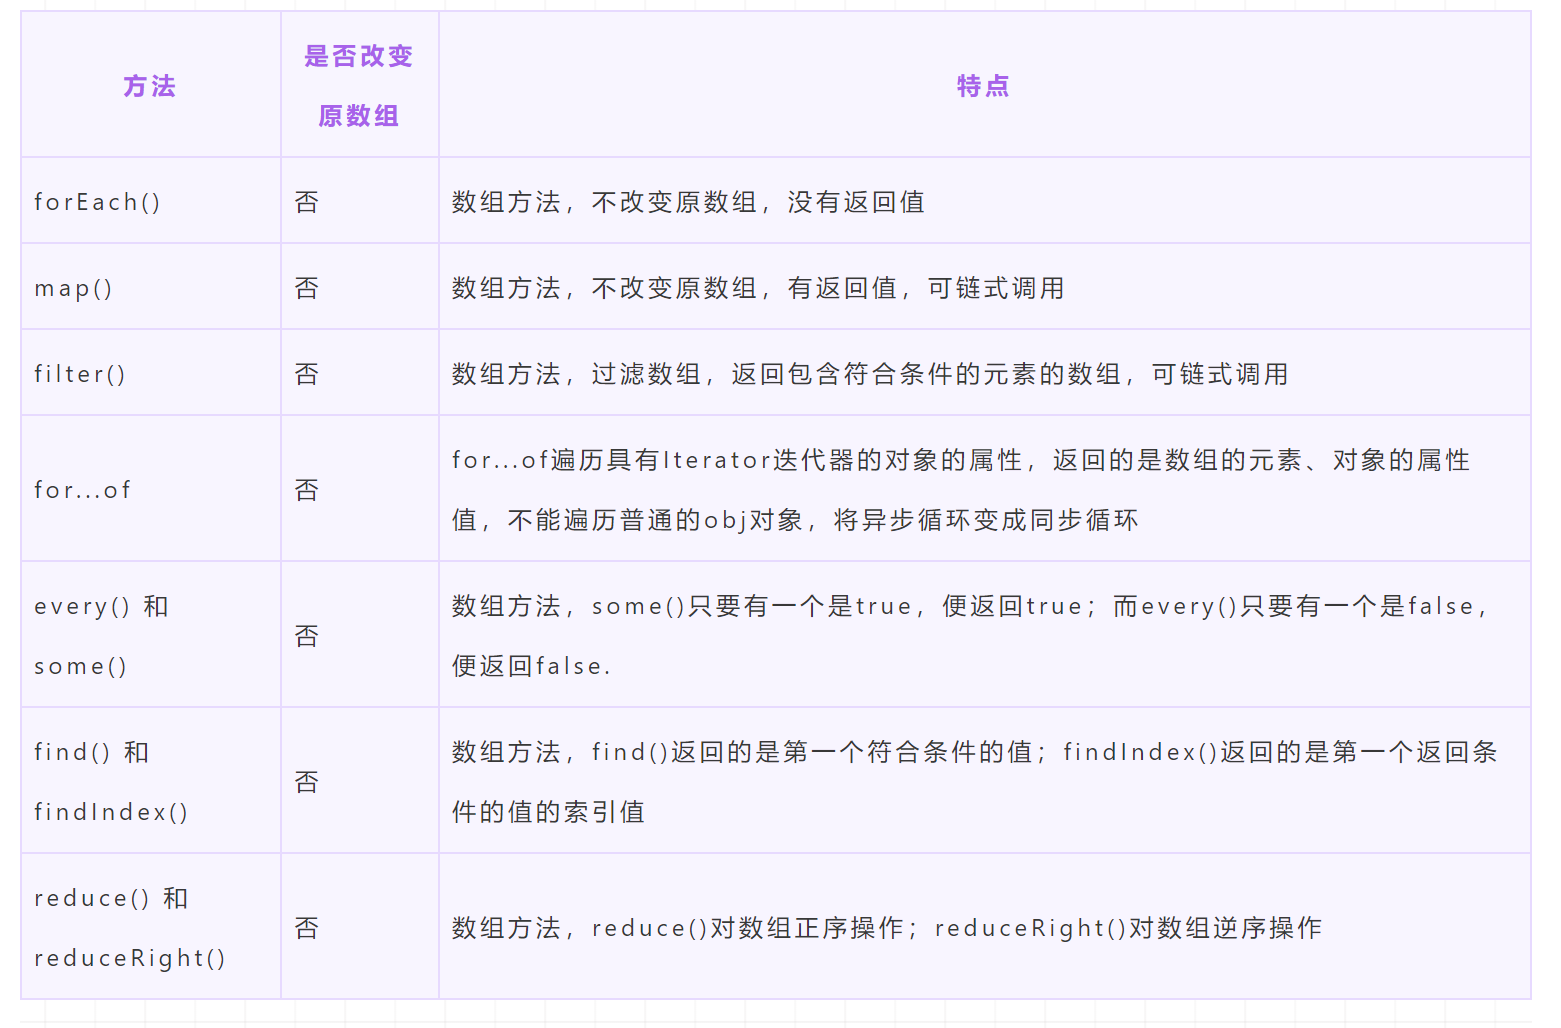 方法
是否改变
原数组
特点
forEach()
否
数组方法，不改变原数组，没有返回值
map()
否
数组方法，不改变原数组，有返回值，可链式调用
filter()
否
数组方法，过滤数组，返回包含符合条件的元素的数组，可链式调用
for...of
否
for...of遍历具有Iterator迭代器的对象的属性，返回的是数组的元素、对象的属性
值，不能遍历普通的obj对象，将异步循环变成同步循环
every() 和
some()
否
数组方法，some()只要有一个是true，便返回true；而every()只要有一个是false，
便返回false.
find() 和
findIndex()
否
数组方法，find()返回的是第一个符合条件的值；findIndex()返回的是第一个返回条
件的值的索引值
reduce() 和
reduceRight()
否
数组方法，reduce()对数组正序操作；reduceRight()对数组逆序操作